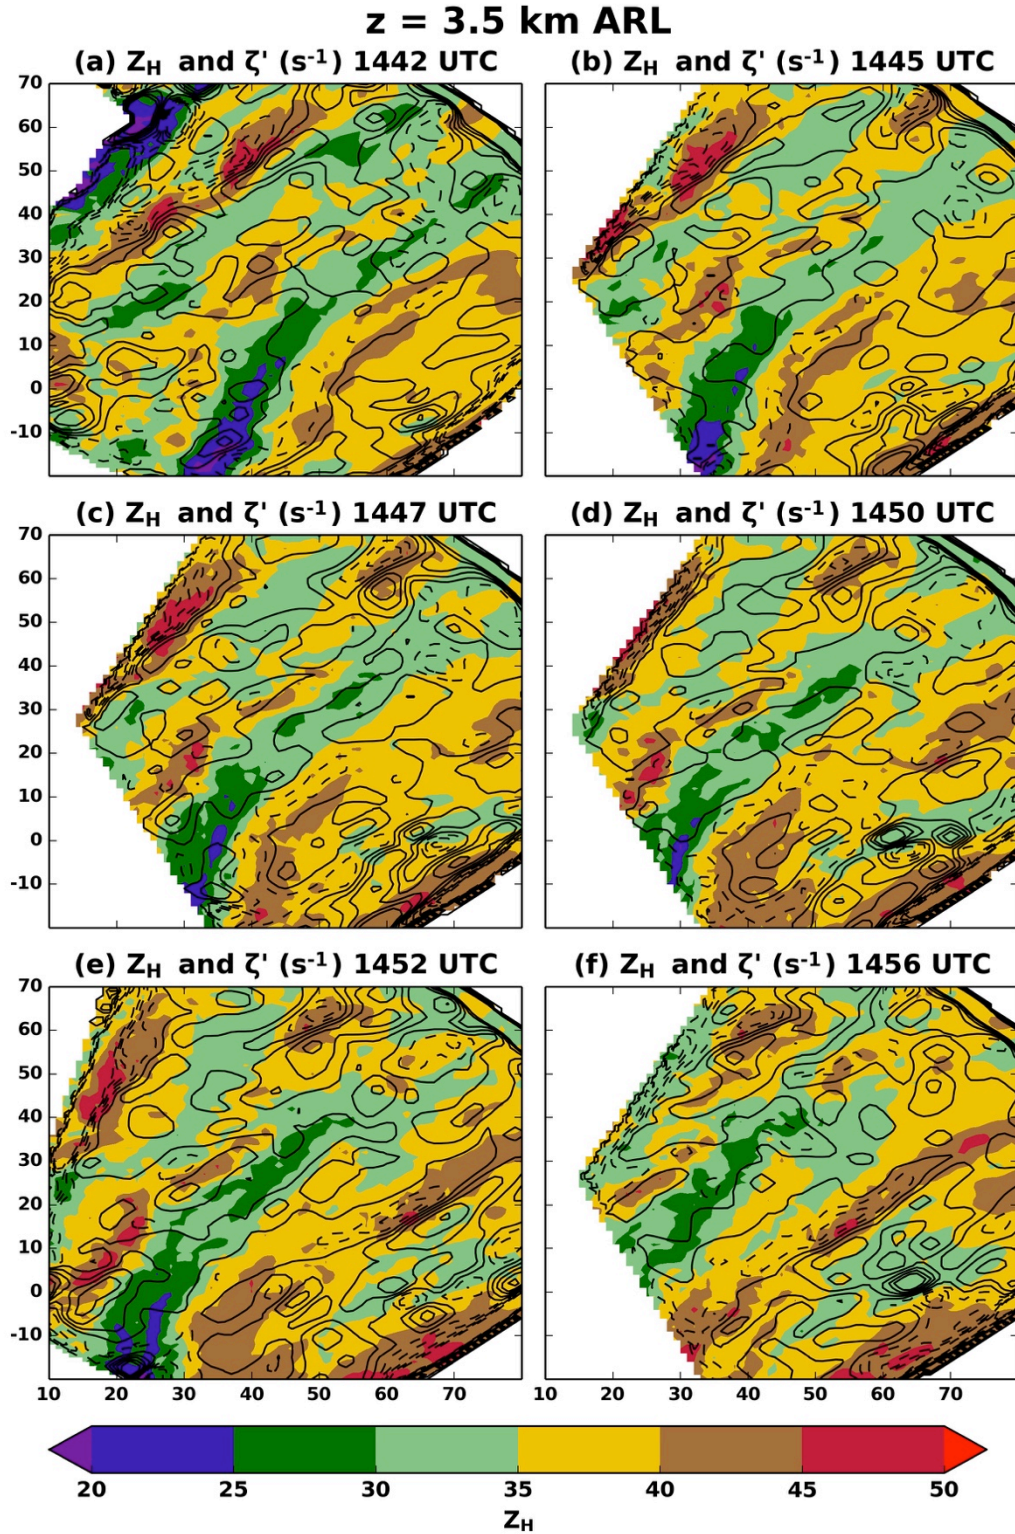 z = 3.5 km ARL
(a) Z_H and ζ' (s⁻¹) 1442 UTC
(b) Z_H and ζ' (s⁻¹) 1445 UTC
70
60
50
40
30
20
10
0
-10
(c) Z_H and ζ' (s⁻¹) 1447 UTC
(d) Z_H and ζ' (s⁻¹) 1450 UTC
70
60
50
40
30
20
10
0
-10
(e) Z_H and ζ' (s⁻¹) 1452 UTC
(f) Z_H and ζ' (s⁻¹) 1456 UTC
70
60
50
40
30
20
10
0
-10
10 20 30 40 50 60 70 10 20 30 40 50 60 70
20 25 30 35 40 45 50
Z_H